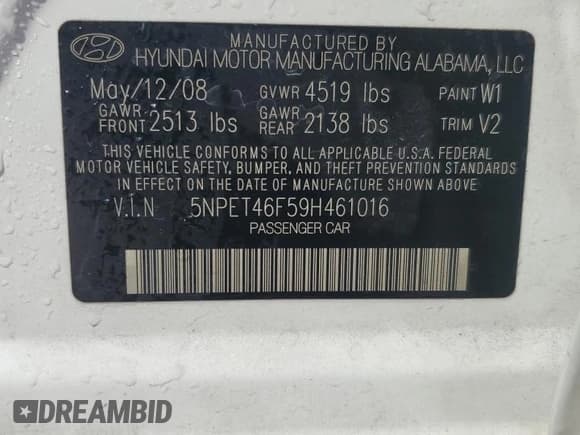 MANUFACTURED BY
HYUNDAI MOTOR MANUFACTURING ALABAMA, LLC
May/12/08 GVWR 4519 lbs PAINT W1
GAWR FRONT 2513 lbs GAWR REAR 2138 lbs TRIM V2
THIS VEHICLE CONFORMS TO ALL APPLICABLE U.S.A. FEDERAL
MOTOR VEHICLE SAFETY, BUMPER, AND THEFT PREVENTION STANDARDS
IN EFFECT ON THE DATE OF MANUFACTURE SHOWN ABOVE
V.I.N 5NPET46F59H461016
PASSENGER CAR
DREAMBID